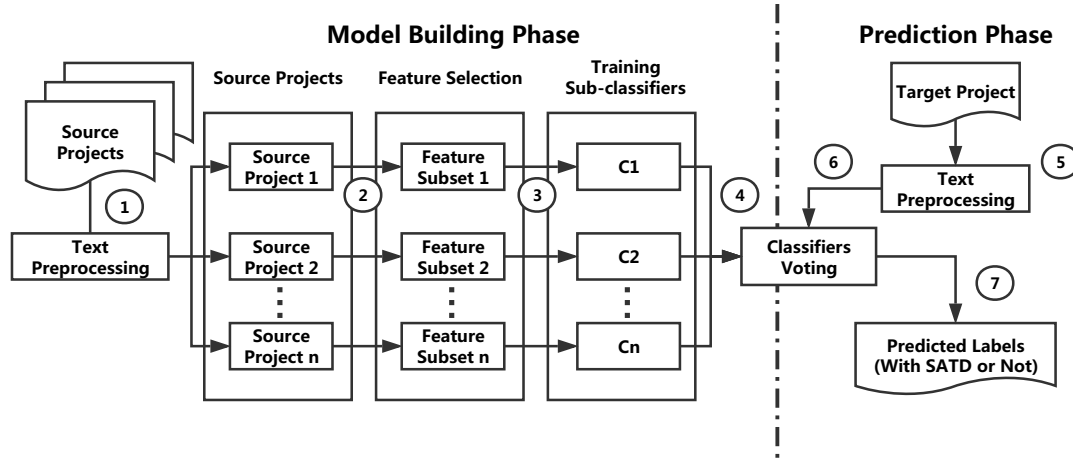 Model Building Phase
Prediction Phase
Source Projects
Feature Selection
Training
Sub-classifiers
Source
Projects
1
Text
Preprocessing
Source
Project 1
2
Feature
Subset 1
3
C1
4
Source
Project 2
Feature
Subset 2
C2
Source
Project n
Feature
Subset n
Cn
Target Project
5
Text
Preprocessing
6
Classifiers
Voting
7
Predicted Labels
(With SATD or Not)